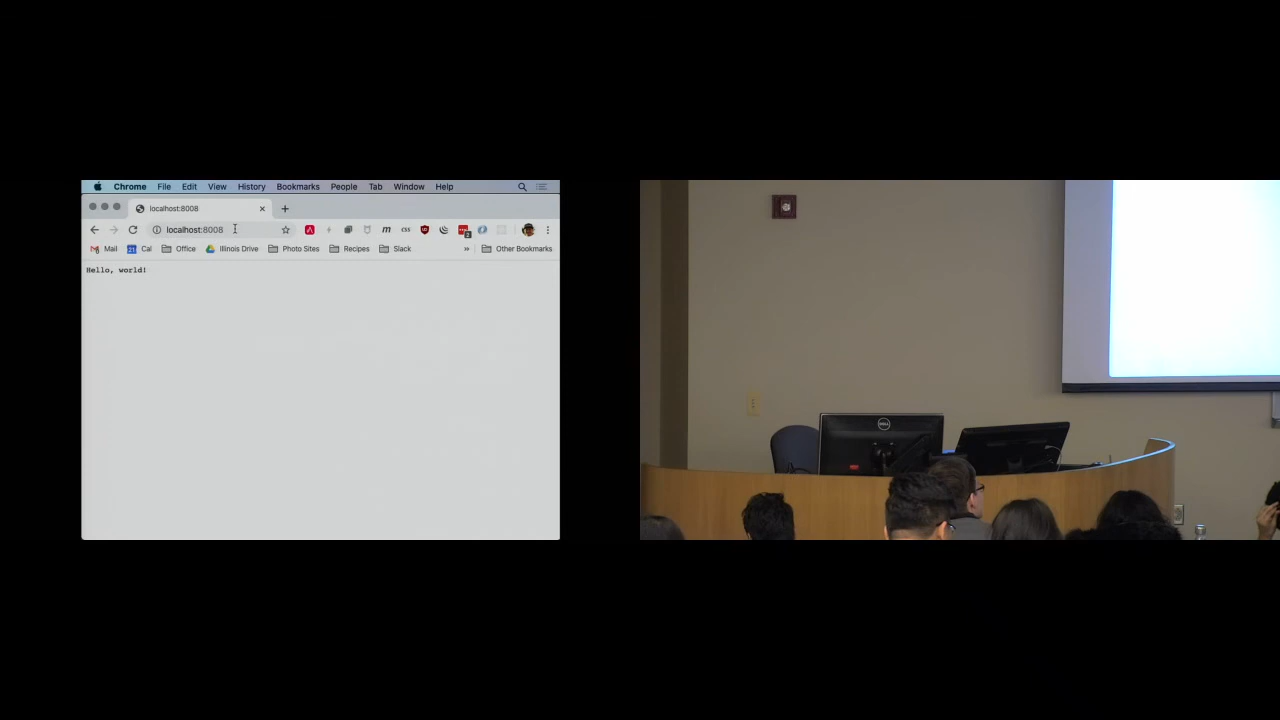 Chrome File Edit View History Bookmarks People Tab Window Help
localhost:8008
localhost:8008
Mail Cal Office Illinois Drive Photo Sites Recipes Slack » Other Bookmarks
Hello, world!
DELL